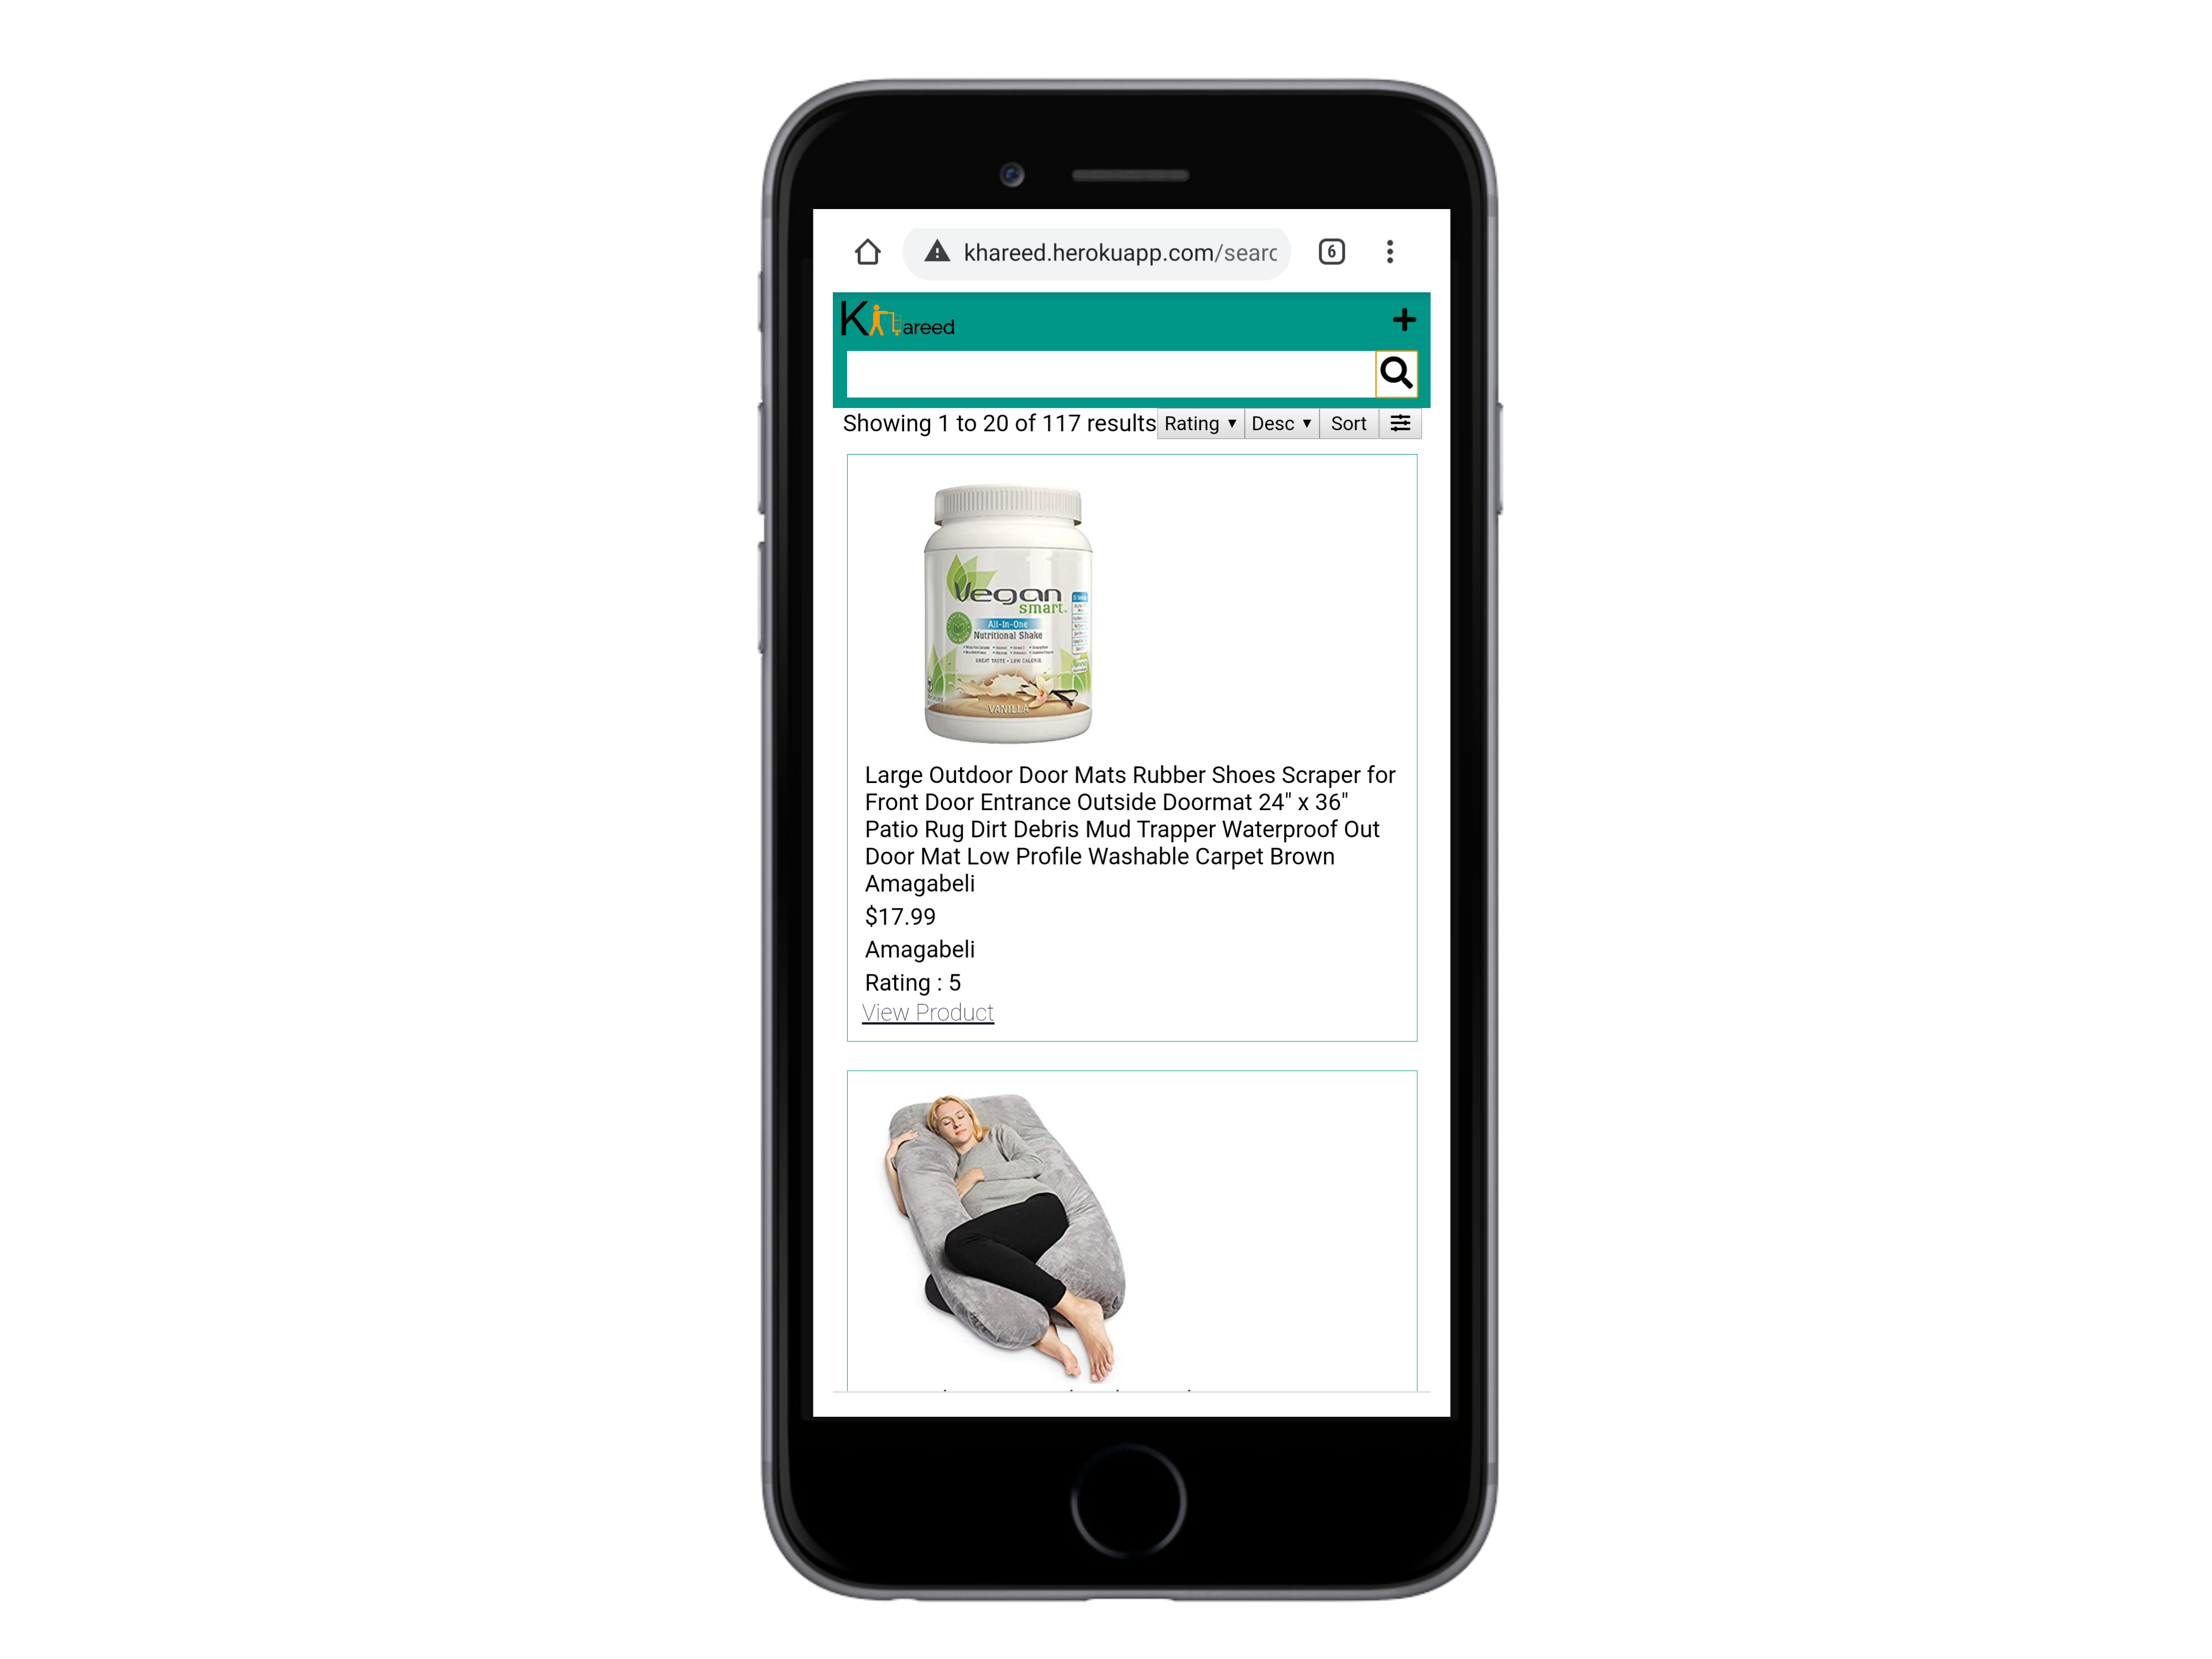 khareed.herokuapp.com/searc
6
Khareed
Showing 1 to 20 of 117 results Rating ▼ Desc ▼ Sort
Vegan
smart
All-In-One
Nutritional Shake
GREAT TASTE • LOW CALORIE
VANILLA
Large Outdoor Door Mats Rubber Shoes Scraper for
Front Door Entrance Outside Doormat 24" x 36"
Patio Rug Dirt Debris Mud Trapper Waterproof Out
Door Mat Low Profile Washable Carpet Brown
Amagabeli
$17.99
Amagabeli
Rating : 5
View Product